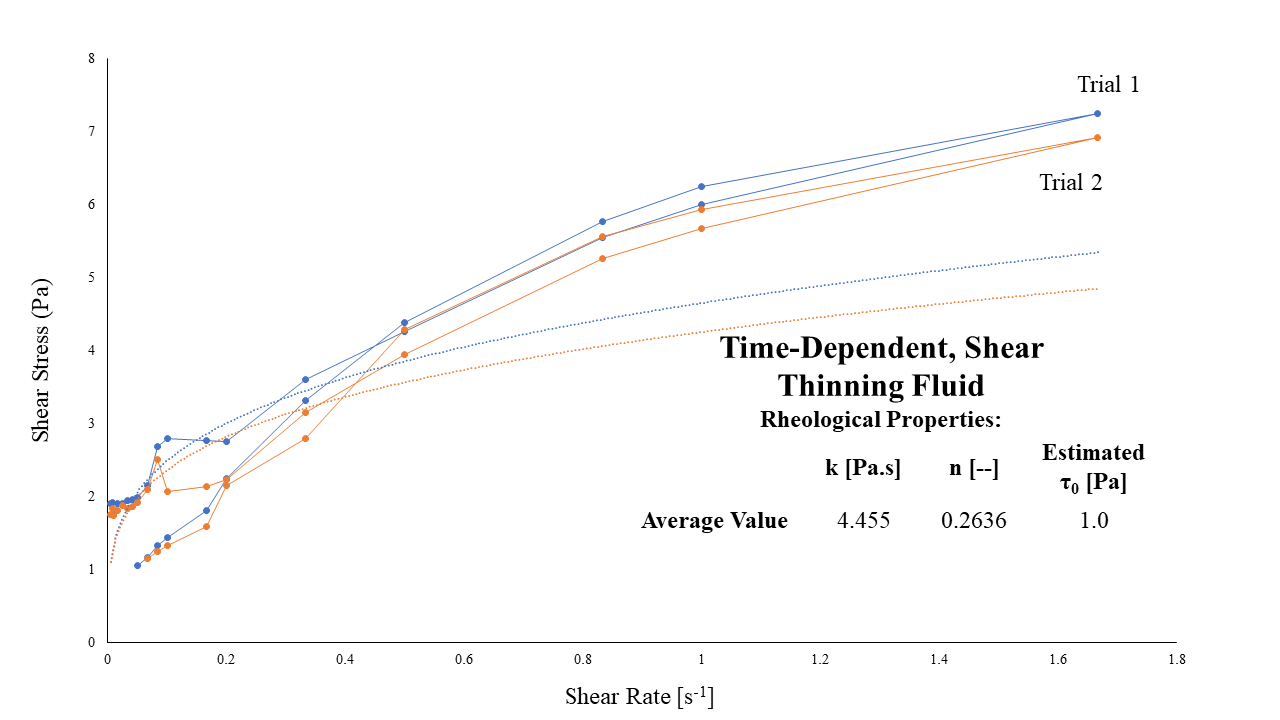 8
7
6
5
4
3
2
1
0
0 0.2 0.4 0.6 0.8 1 1.2 1.4 1.6 1.8
Shear Stress (Pa)
Shear Rate [s⁻¹]
Trial 1
Trial 2
Time-Dependent, Shear
Thinning Fluid
Rheological Properties:
k [Pa.s] n [--] Estimated
τ₀ [Pa]
Average Value 4.455 0.2636 1.0